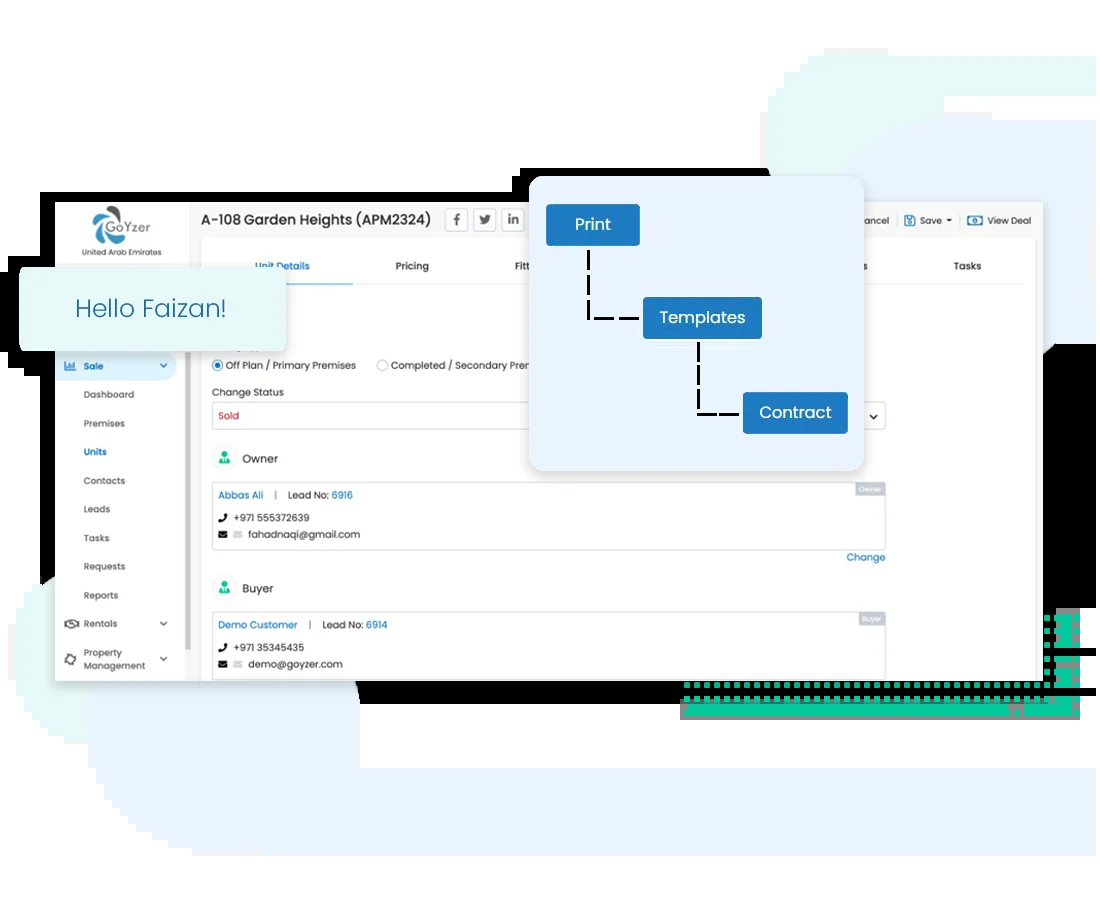 GoYzer
United Arab Emirates
A-108 Garden Heights (APM2324)
ancel
Save
View Deal
Print
Templates
Contract
Unit Details
Pricing
Fitt
s
Tasks
Hello Faizan!
Sale
Dashboard
Premises
Units
Contacts
Leads
Tasks
Requests
Reports
Rentals
Property
Management
Off Plan / Primary Premises
Completed / Secondary Prer
Change Status
Sold
Owner
Abbas Ali | Lead No: 6916
Owner
+971 555372639
fahadnaqi@gmail.com
Change
Buyer
Demo Customer | Lead No: 6914
Buyer
+971 35345435
demo@goyzer.com